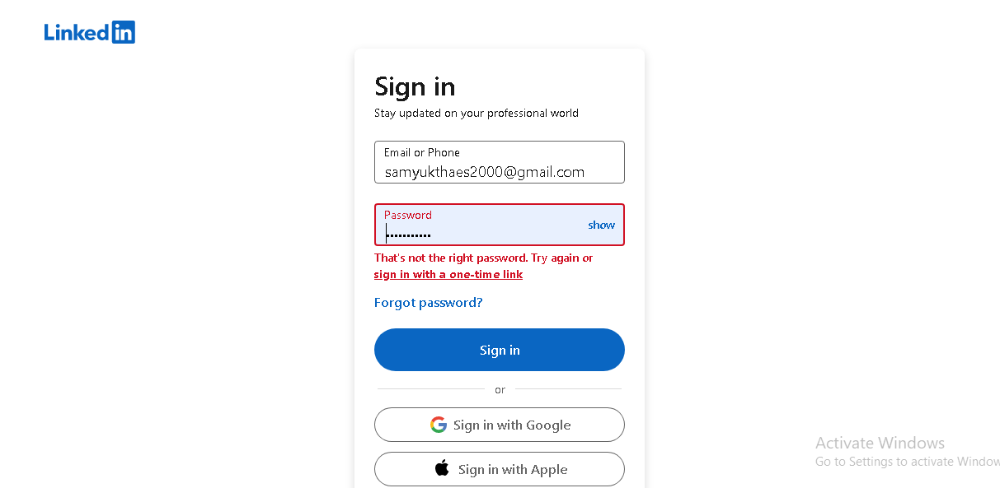 Linked in
Sign in
Stay updated on your professional world
Email or Phone
samyukthaes2000@gmail.com
Password
•••••••••••
show
That's not the right password. Try again or
sign in with a one-time link
Forgot password?
Sign in
or
Sign in with Google
Sign in with Apple
Activate Windows
Go to Settings to activate Window